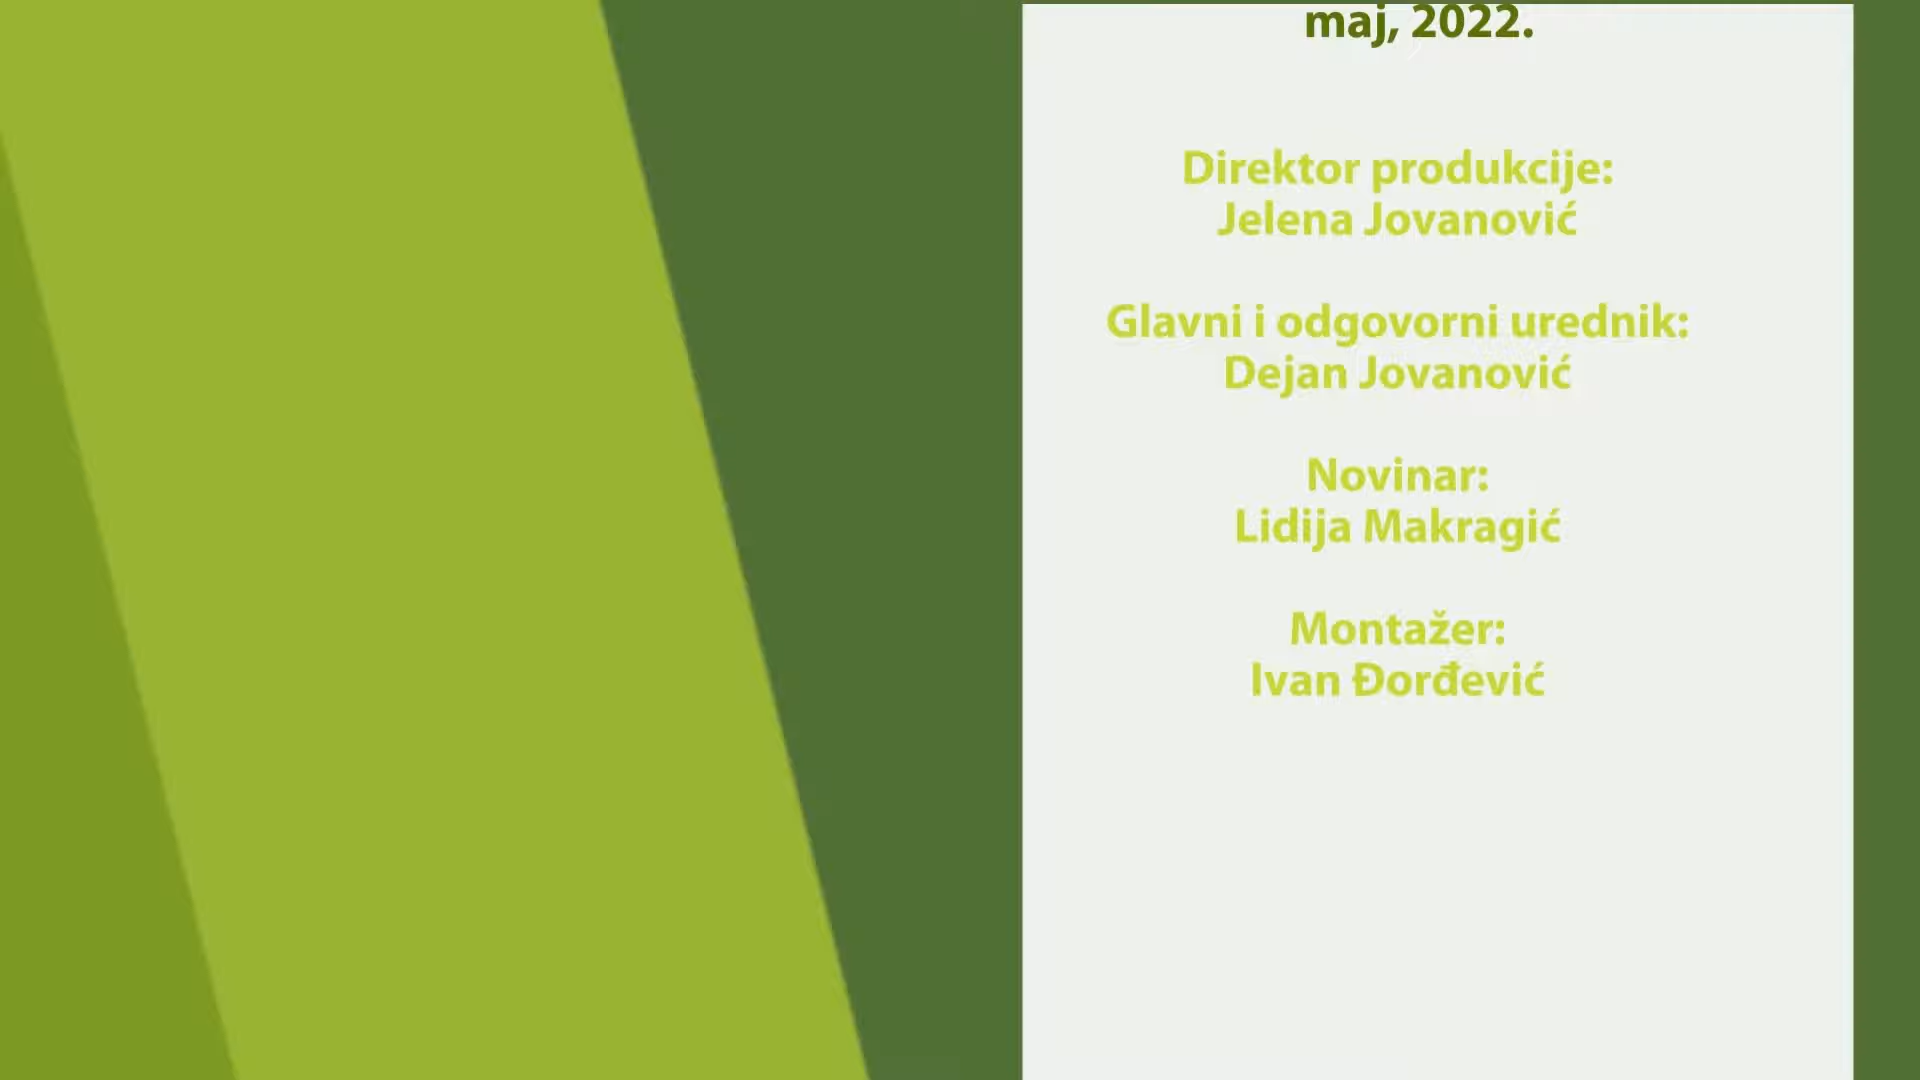 maj, 2022.
Direktor produkcije:
Jelena Jovanović
Glavni i odgovorni urednik:
Dejan Jovanović
Novinar:
Lidija Makragić
Montažer:
Ivan Đorđević